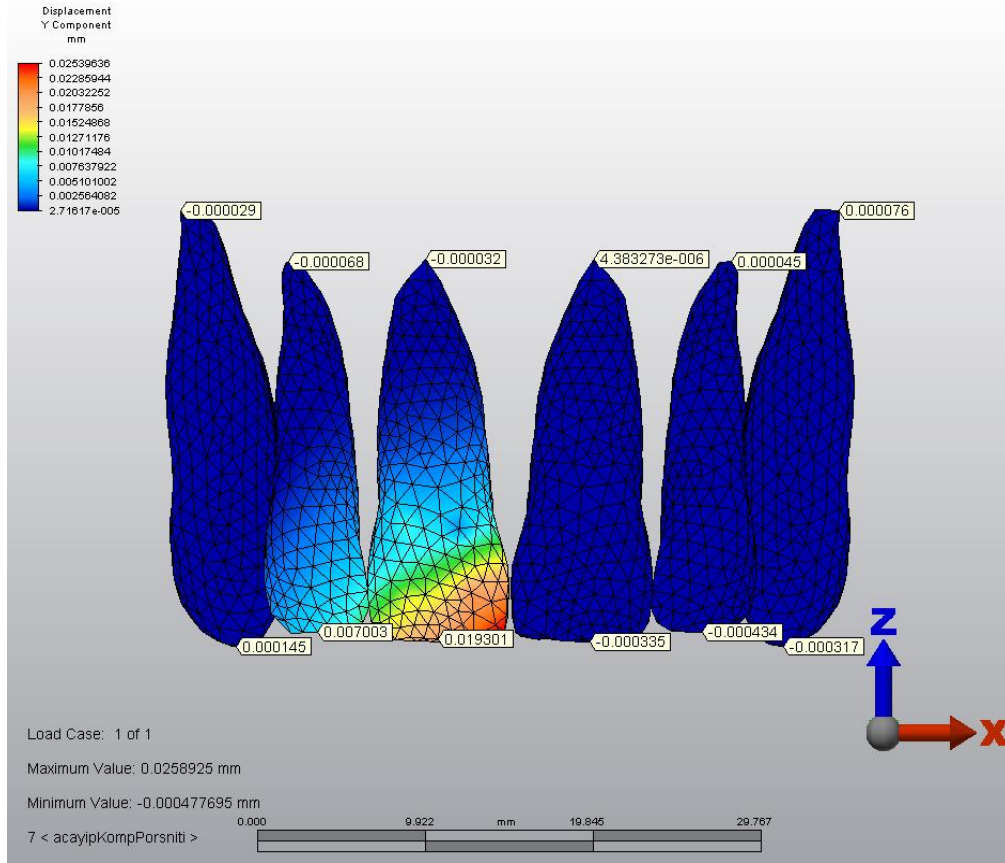 Displacement
Y Component
mm
0.02539636
0.02285944
0.02032252
0.0177856
0.01524868
0.01271176
0.01017484
0.007637922
0.005101002
0.002564082
2.71617e-005
-0.000029
0.000076
-0.000068
-0.000032
4.383273e-006
0.000045
0.007003
0.019301
-0.000335
-0.000434
0.000145
-0.000317
Z
X
Load Case: 1 of 1
Maximum Value: 0.0258925 mm
Minimum Value: -0.000477695 mm
0.000 9.922 mm 19.845 29.767
7 < acayipKompPorsniti >